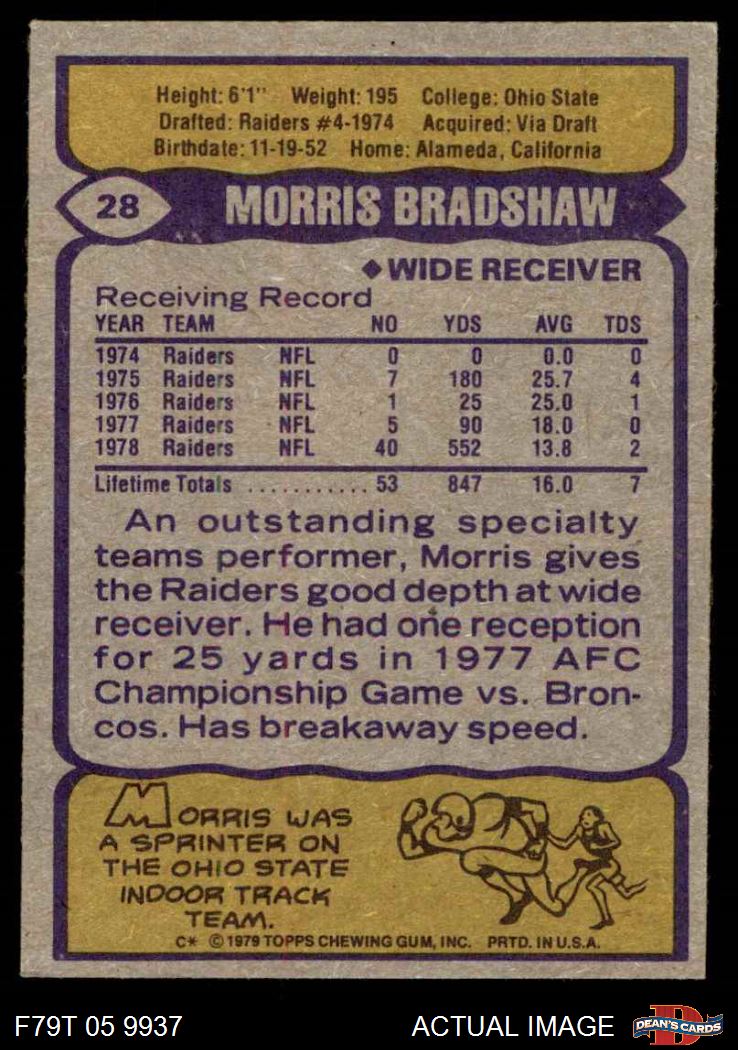 Height: 6'1" Weight: 195 College: Ohio State
Drafted: Raiders #4-1974 Acquired: Via Draft
Birthdate: 11-19-52 Home: Alameda, California
28 MORRIS BRADSHAW
◆WIDE RECEIVER
Receiving Record
YEAR TEAM NO YDS AVG TDS
1974 Raiders NFL 0 0 0.0 0
1975 Raiders NFL 7 180 25.7 4
1976 Raiders NFL 1 25 25.0 1
1977 Raiders NFL 5 90 18.0 0
1978 Raiders NFL 40 552 13.8 2
Lifetime Totals ........... 53 847 16.0 7
An outstanding specialty
teams performer, Morris gives
the Raiders good depth at wide
receiver. He had one reception
for 25 yards in 1977 AFC
Championship Game vs. Bron-
cos. Has breakaway speed.
MORRIS WAS
A SPRINTER ON
THE OHIO STATE
INDOOR TRACK
TEAM.
C* © 1979 TOPPS CHEWING GUM, INC. PRTD. IN U.S.A.
F79T 05 9937 ACTUAL IMAGE D DEAN'S CARDS